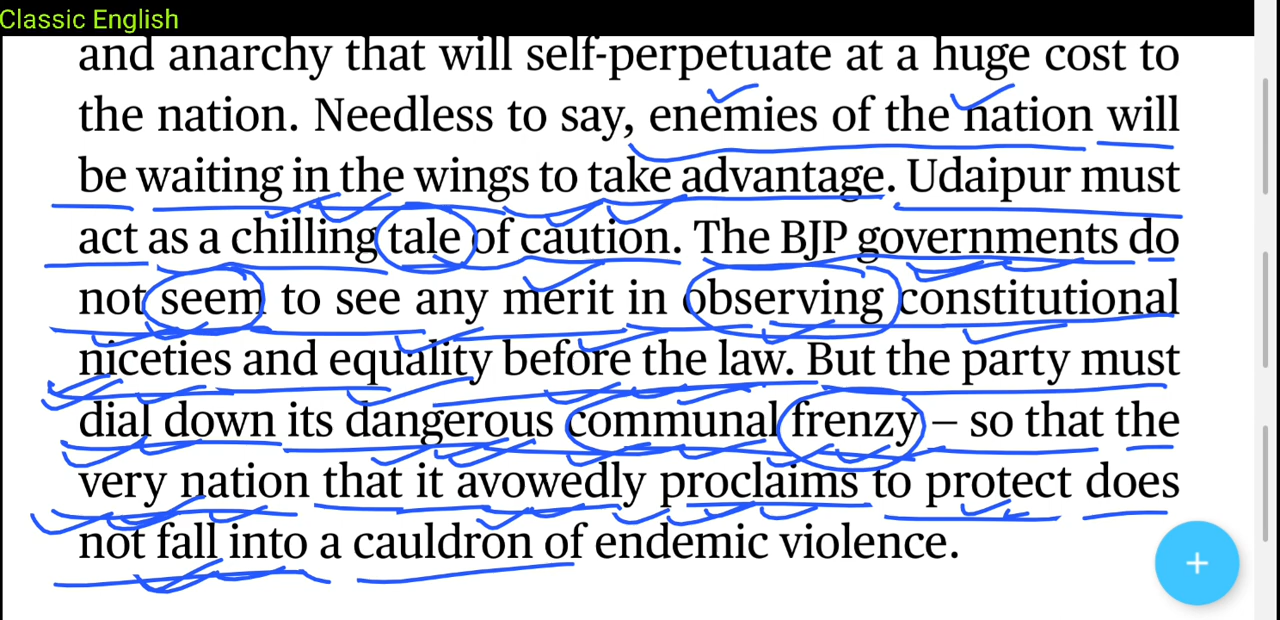 Classic English
and anarchy that will self-perpetuate at a huge cost to
the nation. Needless to say, enemies of the nation will
be waiting in the wings to take advantage. Udaipur must
act as a chilling tale of caution. The BJP governments do
not seem to see any merit in observing constitutional
niceties and equality before the law. But the party must
dial down its dangerous communal frenzy – so that the
very nation that it avowedly proclaims to protect does
not fall into a cauldron of endemic violence.
+